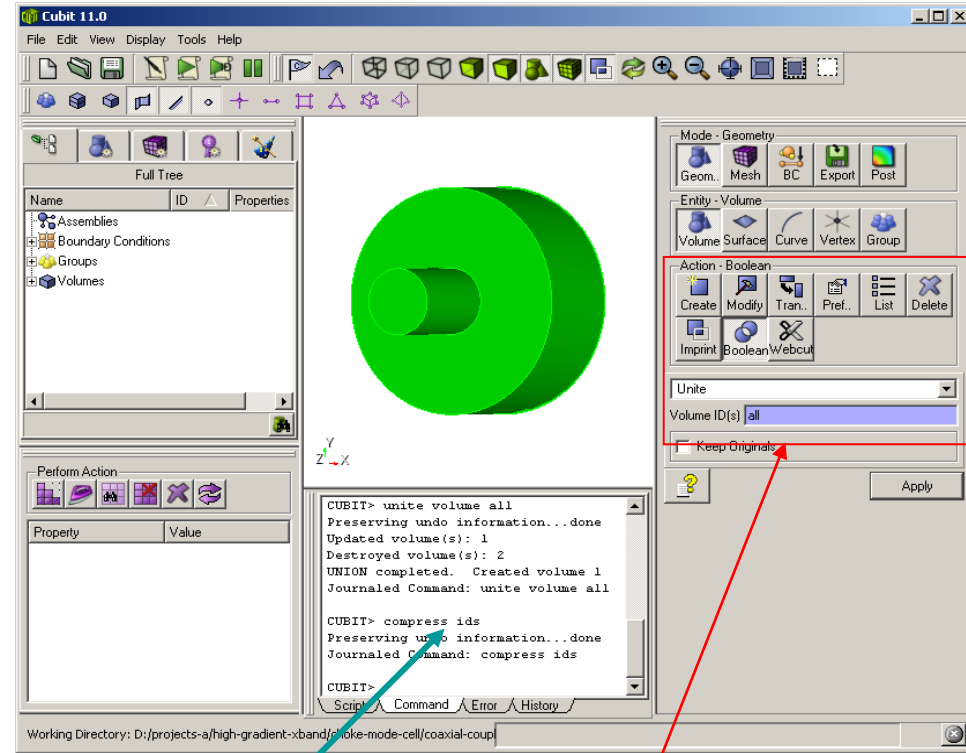 Cubit 11.0
File Edit View Display Tools Help
Full Tree
Name ID Properties
Assemblies
Boundary Conditions
Groups
Volumes
Perform Action
Property Value
Y
Z X
CUBIT> unite volume all
Preserving undo information...done
Updated volume(s): 1
Destroyed volume(s): 2
UNION completed. Created volume 1
Journaled Command: unite volume all
CUBIT> compress ids
Preserving undo information...done
Journaled Command: compress ids
CUBIT>
Script Command Error History
Mode - Geometry
Geom.. Mesh BC Export Post
Entity - Volume
Volume Surface Curve Vertex Group
Action - Boolean
Create Modify Tran.. Pref.. List Delete
Imprint Boolean Webcut
Unite
Volume ID(s) all
Keep Originals
Apply
Working Directory: D:/projects-a/high-gradient-xband/choke-mode-cell/coaxial-coupl